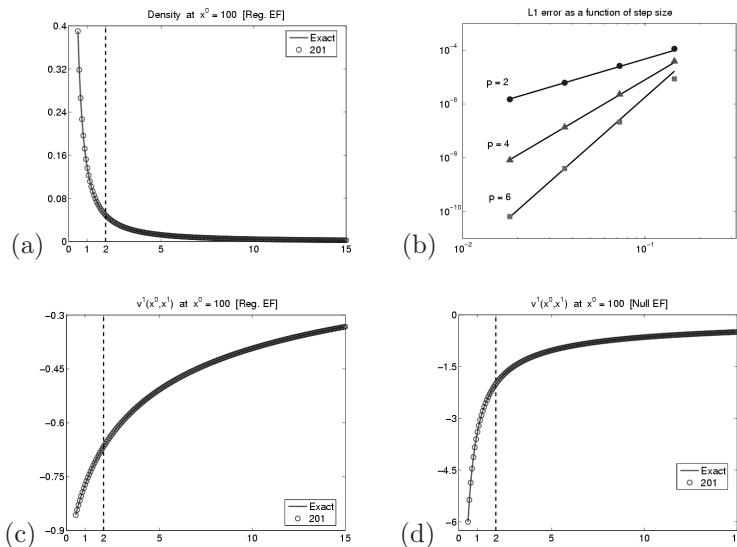 Density at x⁰ = 100 [Reg. EF]
0.4
0.32
0.24
0.16
0.08
0
0 1 2 5 10 15
Exact
201
(a)
L1 error as a function of step size
10⁻⁴
10⁻⁶
10⁻⁸
10⁻¹⁰
p = 2
p = 4
p = 6
10⁻² 10⁻¹
(b)
v¹(x⁰,x¹) at x⁰ = 100 [Reg. EF]
−0.3
−0.45
−0.6
−0.75
−0.9
0 1 2 5 10 15
Exact
201
(c)
v¹(x⁰,x¹) at x⁰ = 100 [Null EF]
0
−1.5
−3
−4.5
−6
0 1 2 5 10 1
Exact
201
(d)